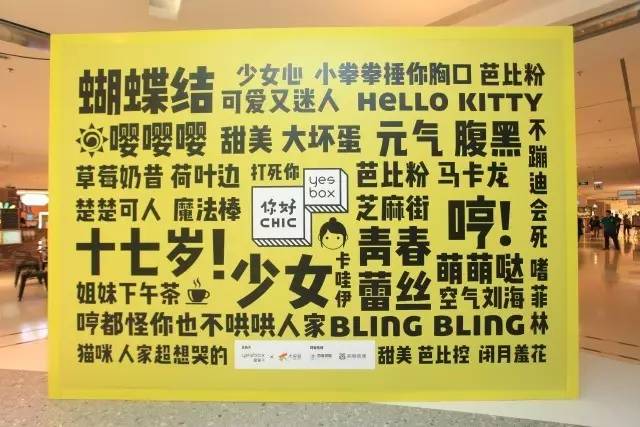 蝴蝶结 少女心 小拳拳捶你胸口 芭比粉
可爱又迷人 HELLO KITTY
嘤嘤嘤 甜美 大坏蛋 元气 腹黑
不蹦迪会死
草莓奶昔 荷叶边 打死你 芭比粉 马卡龙
yes box
楚楚可人 魔法棒 你好 CHIC 芝麻街 哼!
十七岁! 少女 卡哇伊 青春 蕾丝 萌萌哒
嗜菲林
姐妹下午茶 空气刘海
哼都怪你也不哄哄人家 BLING BLING
猫咪 人家超想哭的 yesbox × 大悦城 甜美 芭比控 闭月羞花